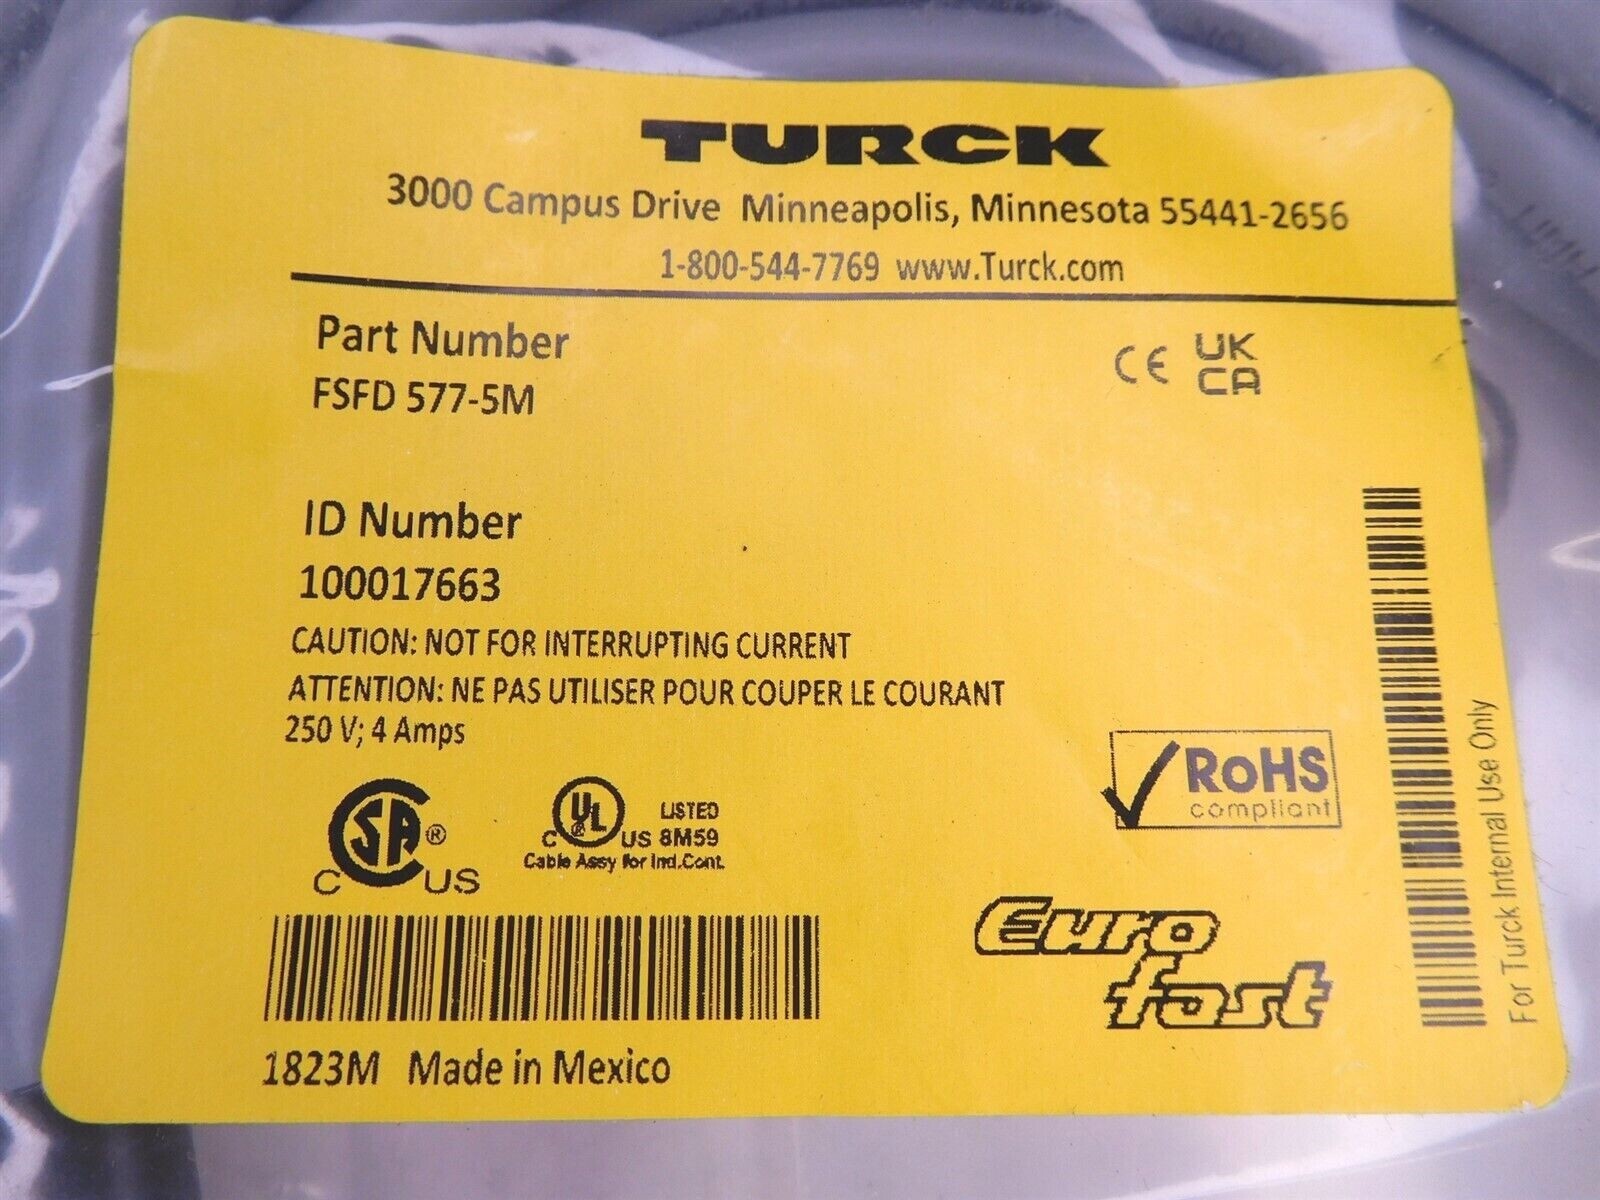 TURCK
3000 Campus Drive Minneapolis, Minnesota 55441-2656
1-800-544-7769 www.Turck.com
Part Number
FSFD 577-5M
CE UK CA
ID Number
100017663
CAUTION: NOT FOR INTERRUPTING CURRENT
ATTENTION: NE PAS UTILISER POUR COUPER LE COURANT
250 V; 4 Amps
RoHS
compliant
SA®
C US
UL ® LISTED
C US 8M59
Cable Assy for Ind.Cont.
Euro
fast
1823M Made in Mexico
For Turck Internal Use Only